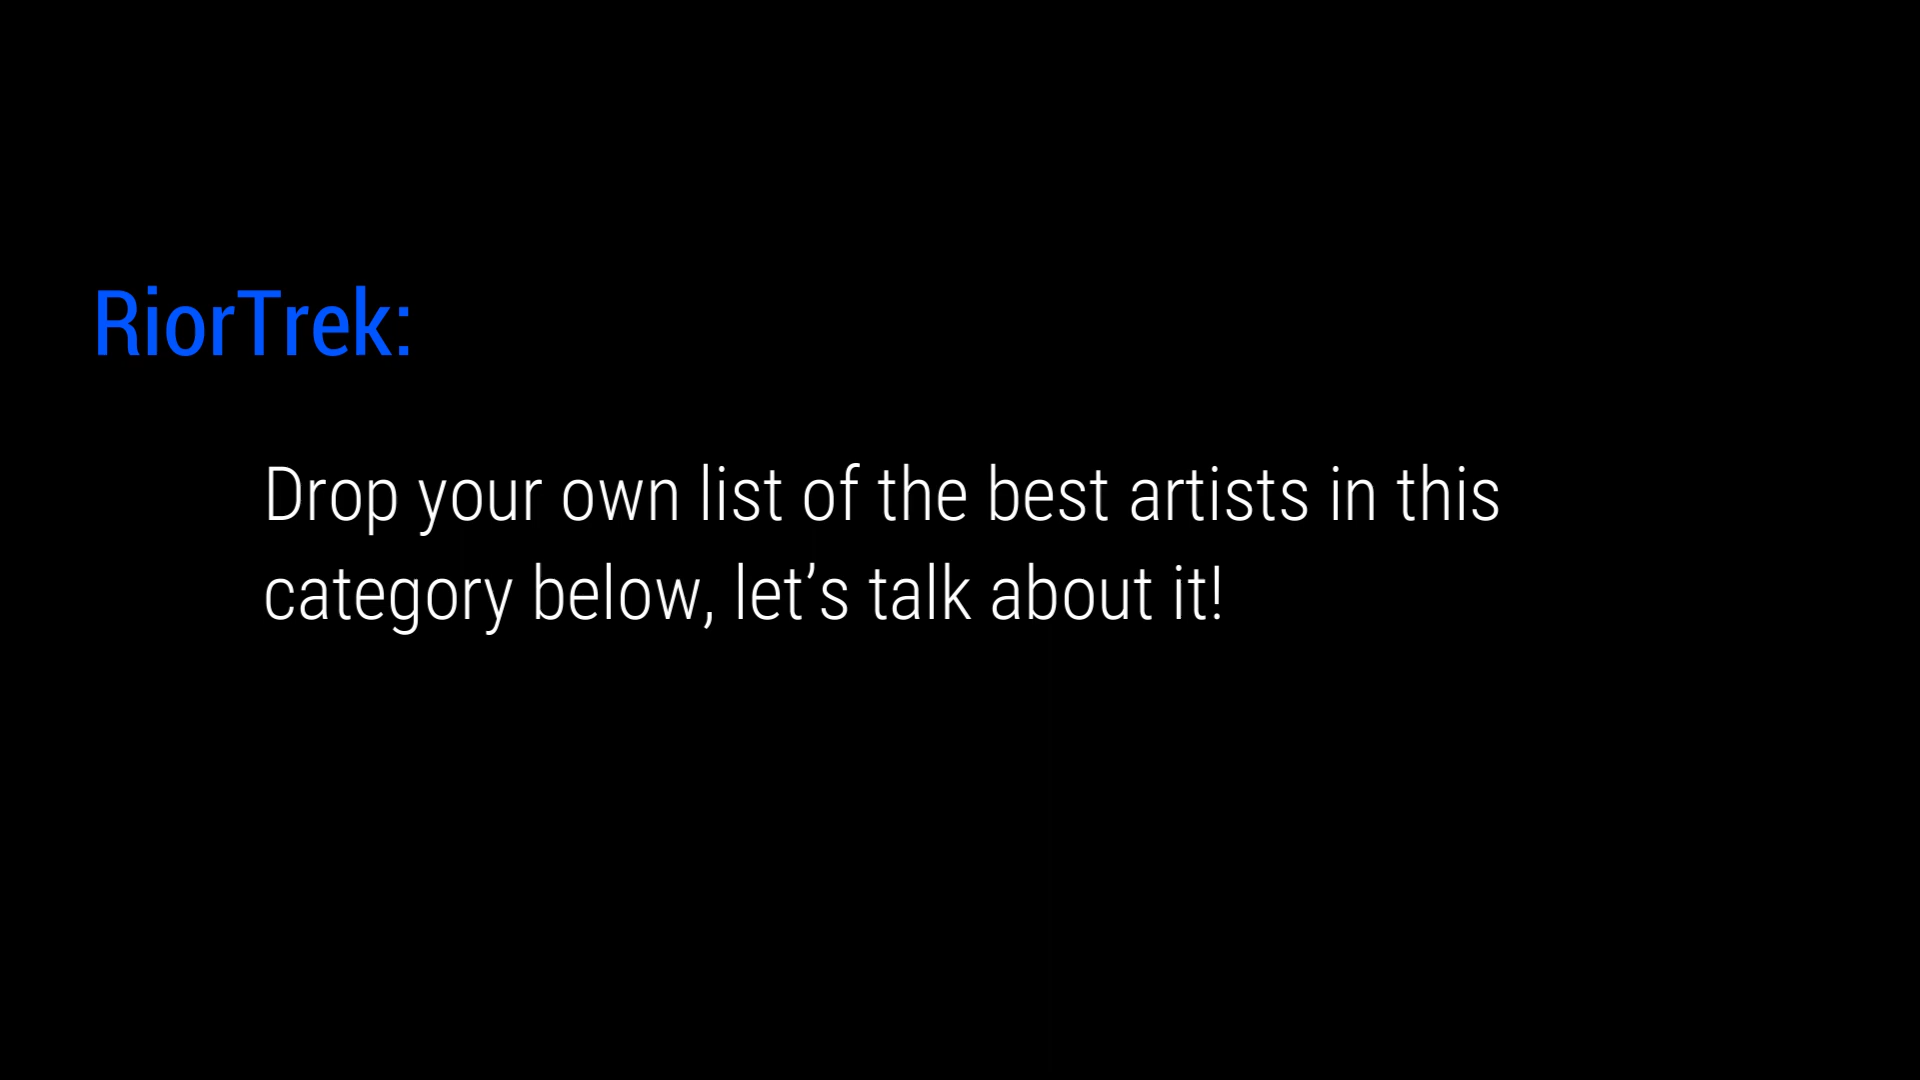 RiorTrek:
Drop your own list of the best artists in this
category below, let’s talk about it!